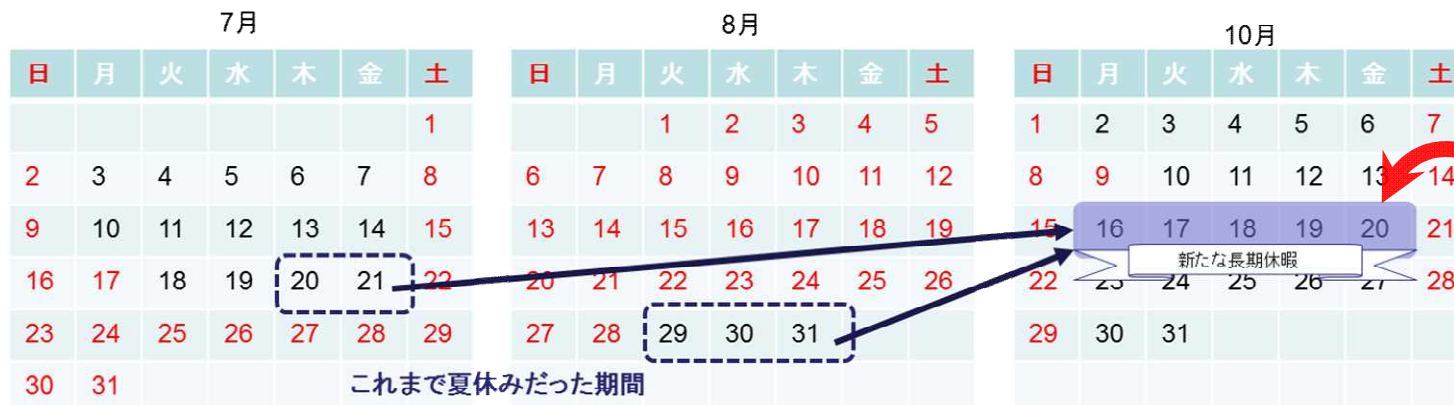 7月
日 月 火 水 木 金 土
1
2 3 4 5 6 7 8
9 10 11 12 13 14 15
16 17 18 19 20 21 22
23 24 25 26 27 28 29
30 31
8月
日 月 火 水 木 金 土
1 2 3 4 5
6 7 8 9 10 11 12
13 14 15 16 17 18 19
20 21 22 23 24 25 26
27 28 29 30 31
これまで夏休みだった期間
10月
日 月 火 水 木 金 土
1 2 3 4 5 6 7
8 9 10 11 12 13 14
15 16 17 18 19 20 21
新たな長期休暇
22 23 24 25 26 27 28
29 30 31